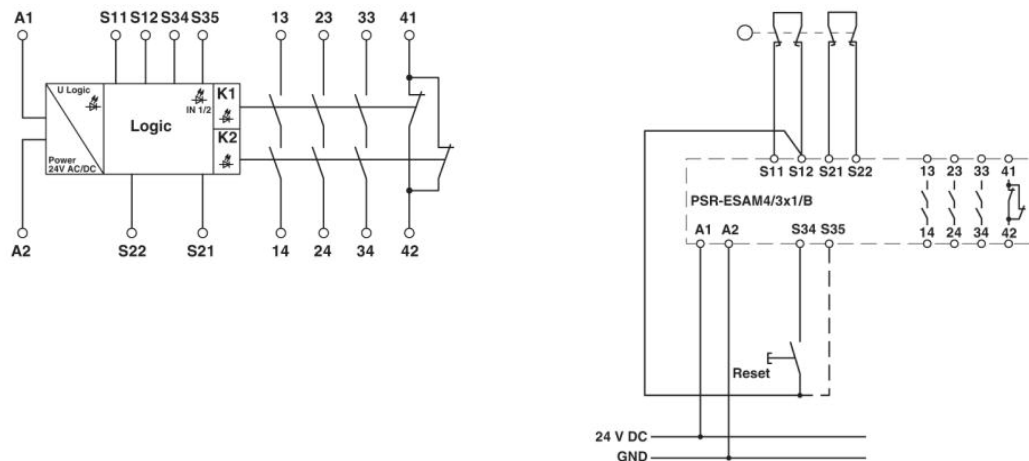 A1 S11 S12 S34 S35 13 23 33 41
U Logic
IN 1/2
K1
Logic
K2
Power
24V AC/DC
A2 S22 S21 14 24 34 42
S11 S12 S21 S22 13 23 33 41
PSR-ESAM4/3x1/B
A1 A2 S34 S35 14 24 34 42
Reset
24 V DC
GND